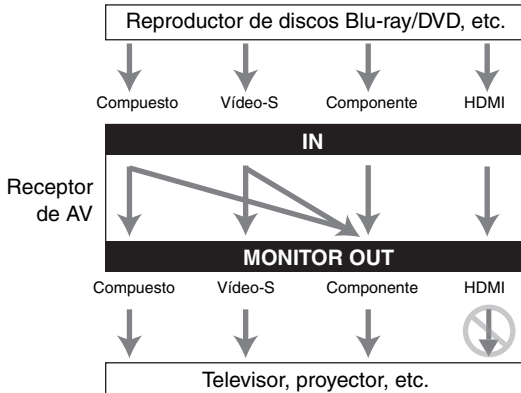 Reproductor de discos Blu-ray/DVD, etc.
Compuesto Vídeo-S Componente HDMI
IN
Receptor
de AV
MONITOR OUT
Compuesto Vídeo-S Componente HDMI
Televisor, proyector, etc.